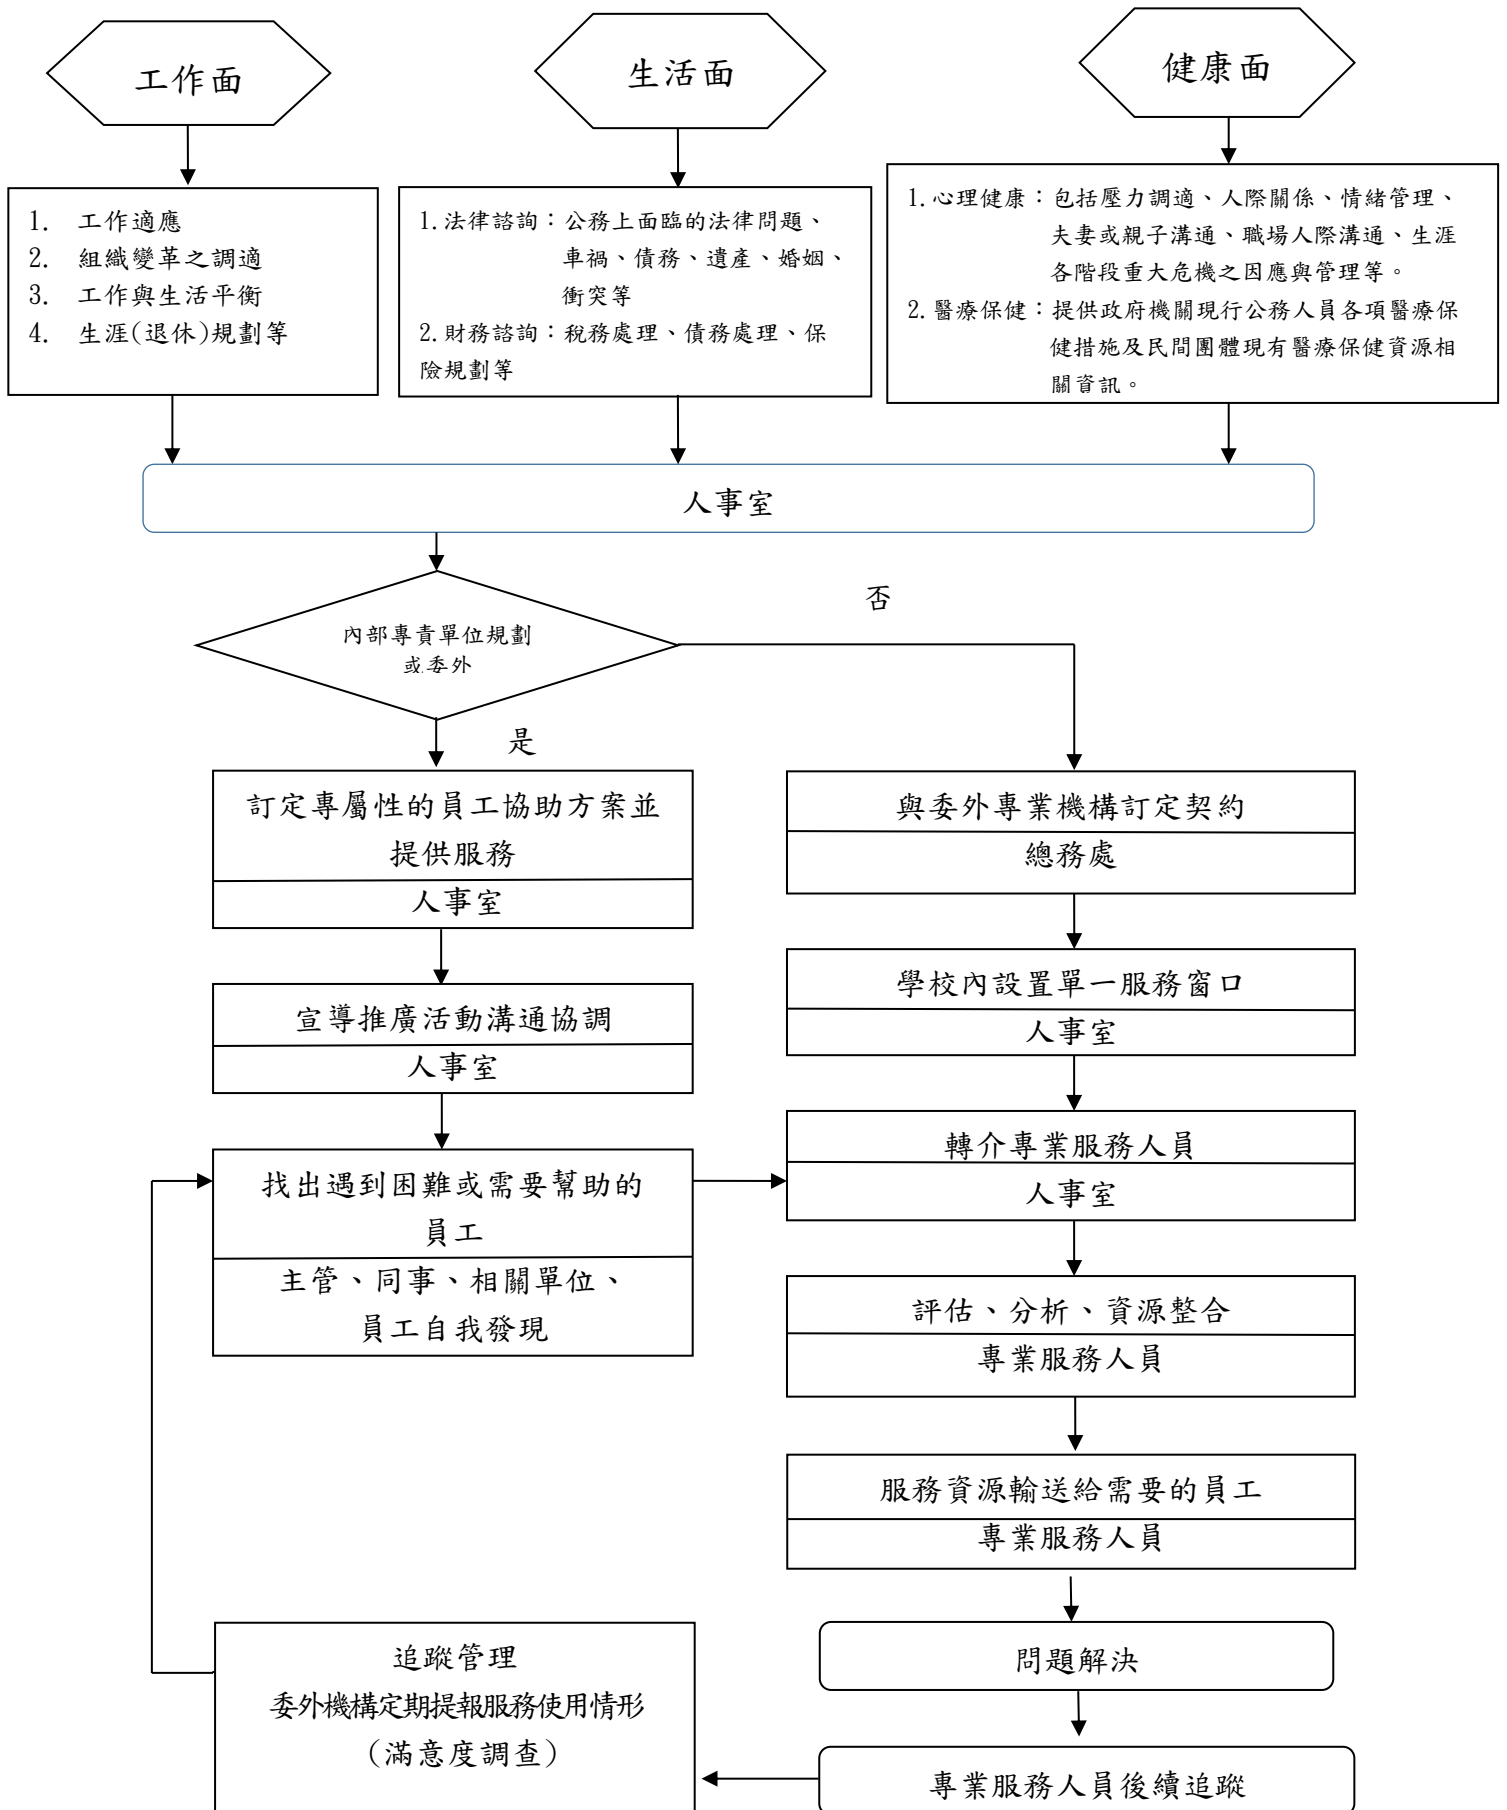 工作面
生活面
健康面
1. 工作適應
2. 組織變革之調適
3. 工作與生活平衡
4. 生涯(退休)規劃等
1.法律諮詢：公務上面臨的法律問題、
車禍、債務、遺產、婚姻、
衝突等
2.財務諮詢：稅務處理、債務處理、保
險規劃等
1.心理健康：包括壓力調適、人際關係、情緒管理、
夫妻或親子溝通、職場人際溝通、生涯
各階段重大危機之因應與管理等。
2.醫療保健：提供政府機關現行公務人員各項醫療保
健措施及民間團體現有醫療保健資源相
關資訊。
人事室
內部專責單位規劃
或委外
否
是
訂定專屬性的員工協助方案並
提供服務
人事室
宣導推廣活動溝通協調
人事室
找出遇到困難或需要幫助的
員工
主管、同事、相關單位、
員工自我發現
與委外專業機構訂定契約
總務處
學校內設置單一服務窗口
人事室
轉介專業服務人員
人事室
評估、分析、資源整合
專業服務人員
服務資源輸送給需要的員工
專業服務人員
問題解決
專業服務人員後續追蹤
追蹤管理
委外機構定期提報服務使用情形
(滿意度調查)